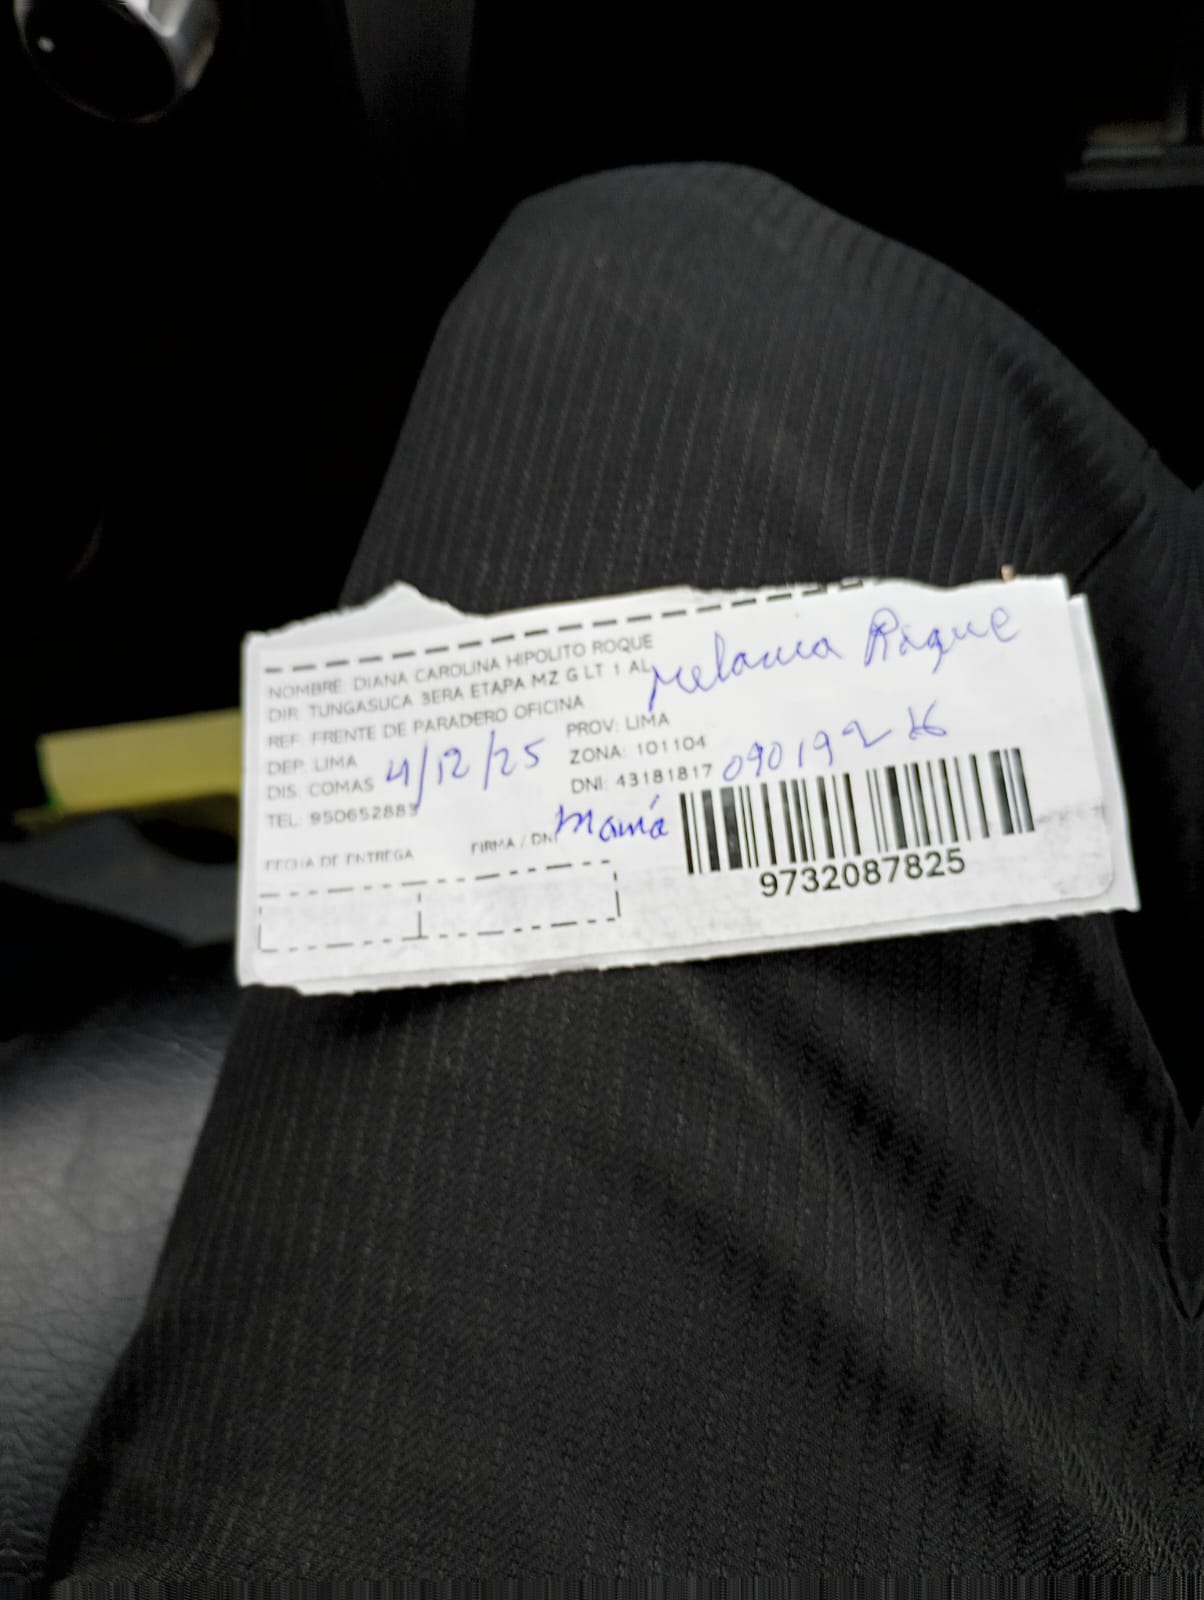 NOMBRE: DIANA CAROLINA HIPOLITO ROQUE
DIR: TUNGASUCA 3ERA ETAPA MZ G LT 1 AL
Roque
REF: FRENTE DE PARADERO OFICINA
DEP: LIMA
PROV: LIMA
DIS: COMAS
4/12/25
ZONA: 101104
TEL: 950652883
DNI: 43181817
FECHA DE ENTREGA
FIRMA / DNI
Mamá
9732087825